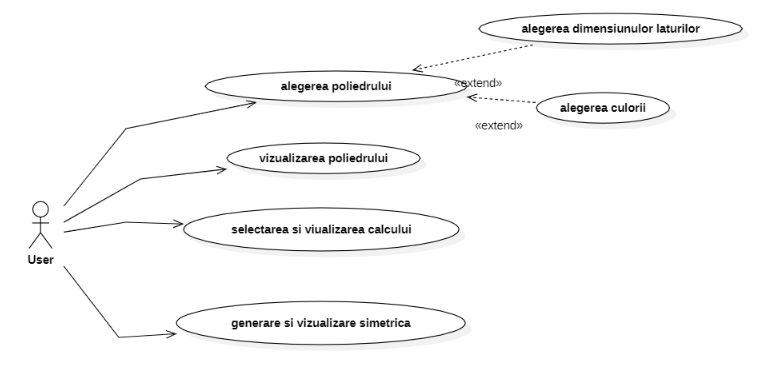 alegerea dimensiunulor laturilor
alegerea poliedrului
«extend»
alegerea culorii
«extend»
vizualizarea poliedrului
selectarea si viualizarea calcului
User
generare si vizualizare simetrica